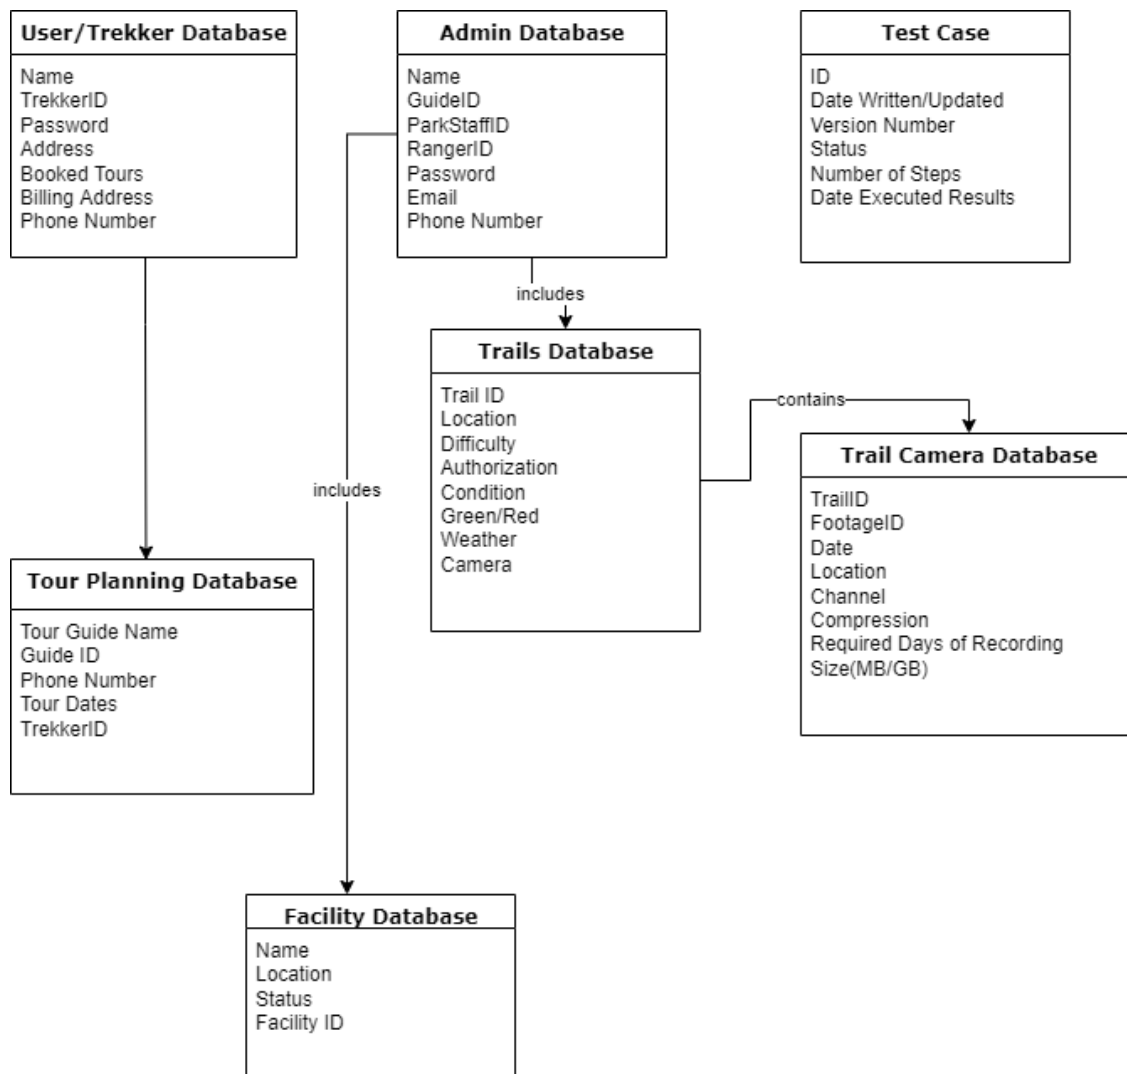 User/Trekker Database
Name
TrekkerID
Password
Address
Booked Tours
Billing Address
Phone Number
Admin Database
Name
GuideID
ParkStaffID
RangerID
Password
Email
Phone Number
Test Case
ID
Date Written/Updated
Version Number
Status
Number of Steps
Date Executed Results
includes
Trails Database
Trail ID
Location
Difficulty
Authorization
Condition
Green/Red
Weather
Camera
contains
Trail Camera Database
TrailID
FootageID
Date
Location
Channel
Compression
Required Days of Recording
Size(MB/GB)
includes
Tour Planning Database
Tour Guide Name
Guide ID
Phone Number
Tour Dates
TrekkerID
Facility Database
Name
Location
Status
Facility ID